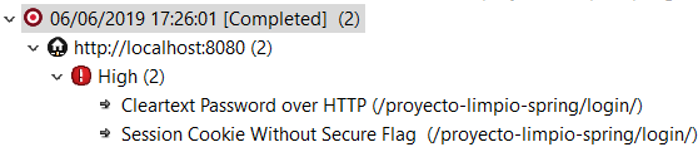 06/06/2019 17:26:01 [Completed] (2)
http://localhost:8080 (2)
High (2)
Cleartext Password over HTTP (/proyecto-limpio-spring/login/)
Session Cookie Without Secure Flag (/proyecto-limpio-spring/login/)